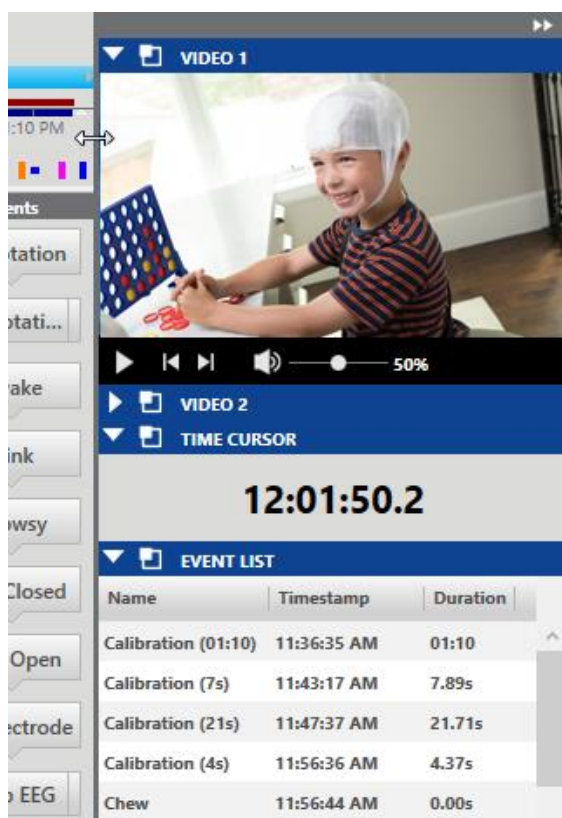 VIDEO 1
:10 PM
ents
tation
otati...
ake
ink
wsy
Closed
Open
ectrode
EEG
50%
VIDEO 2
TIME CURSOR
12:01:50.2
EVENT LIST
Name Timestamp Duration
Calibration (01:10) 11:36:35 AM 01:10
Calibration (7s) 11:43:17 AM 7.89s
Calibration (21s) 11:47:37 AM 21.71s
Calibration (4s) 11:56:36 AM 4.37s
Chew 11:56:44 AM 0.00s